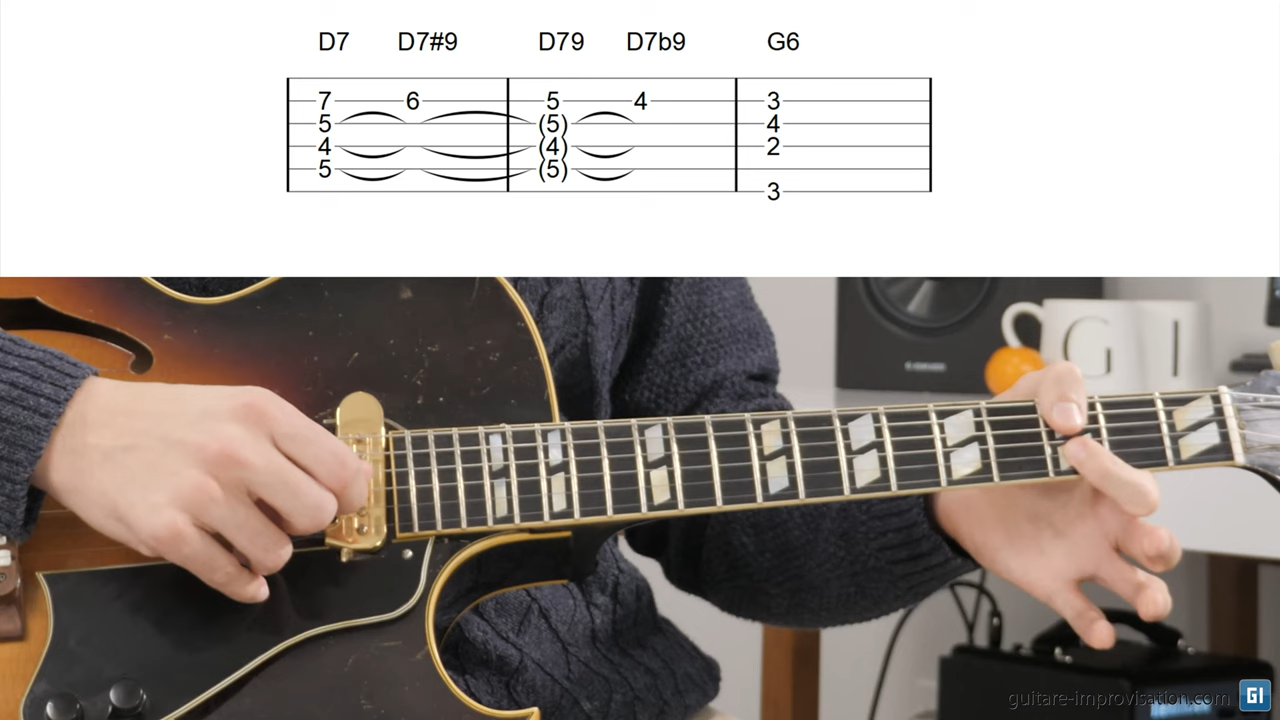 D7 D7#9 D79 D7b9 G6
7 6 5 4 3
5 (5) 4
4 (4) 2
5 (5)
3
G I
guitare-improvisation.com GI